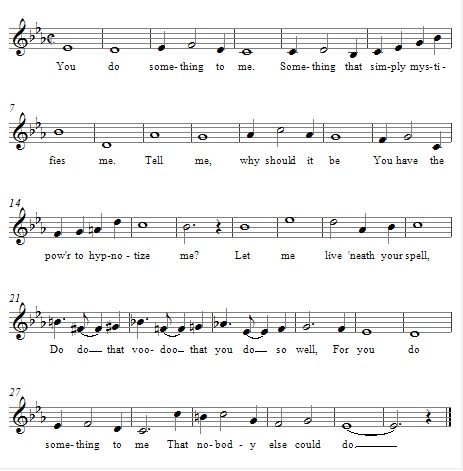 You do some-thing to me. Some-thing that sim-ply mys-ti-
7
fies me. Tell me, why should it be You have the
14
pow'r to hyp-no-tize me? Let me live 'neath your spell,
21
Do do that voo-doo that you do so well, For you do
27
some-thing to me That no-bod-y else could do.